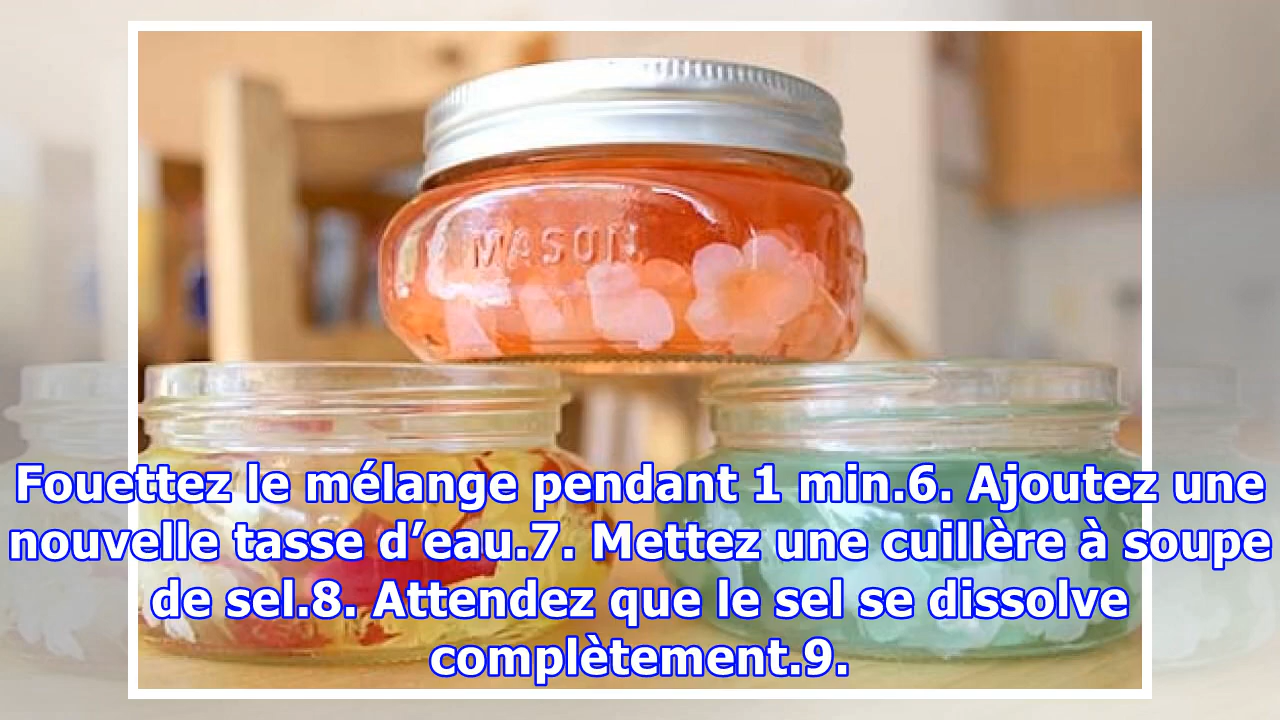 MASON
Fouettez le mélange pendant 1 min.6. Ajoutez une
nouvelle tasse d’eau.7. Mettez une cuillère à soupe
de sel.8. Attendez que le sel se dissolve
complètement.9.